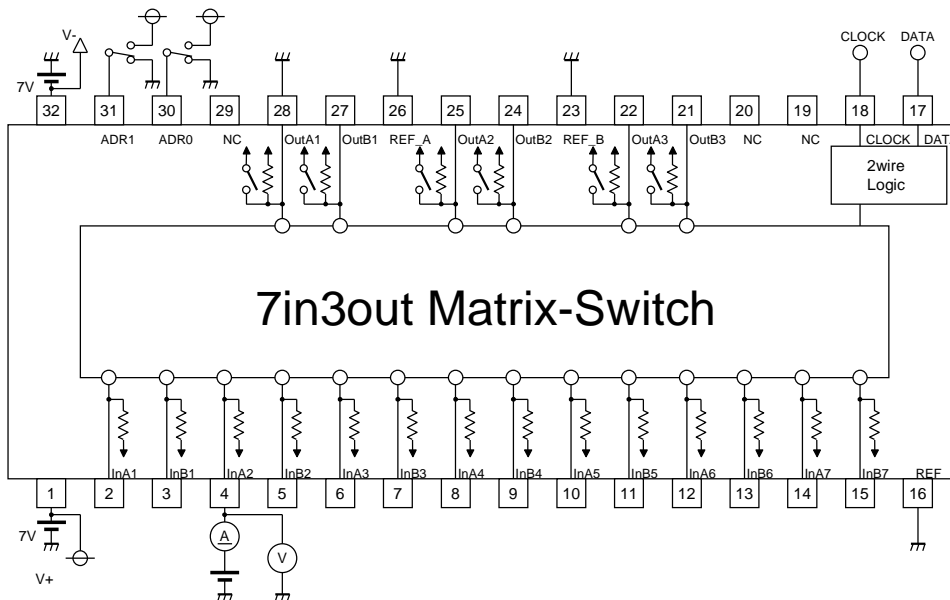 V-
CLOCK DATA
7V
32 31 30 29 28 27 26 25 24 23 22 21 20 19 18 17
ADR1 ADR0 NC OutA1 OutB1 REF_A OutA2 OutB2 REF_B OutA3 OutB3 NC NC CLOCK DAT
2wire
Logic
7in3out Matrix-Switch
InA1 InB1 InA2 InB2 InA3 InB3 InA4 InB4 InA5 InB5 InA6 InB6 InA7 InB7 REF
1 2 3 4 5 6 7 8 9 10 11 12 13 14 15 16
7V A V
V+